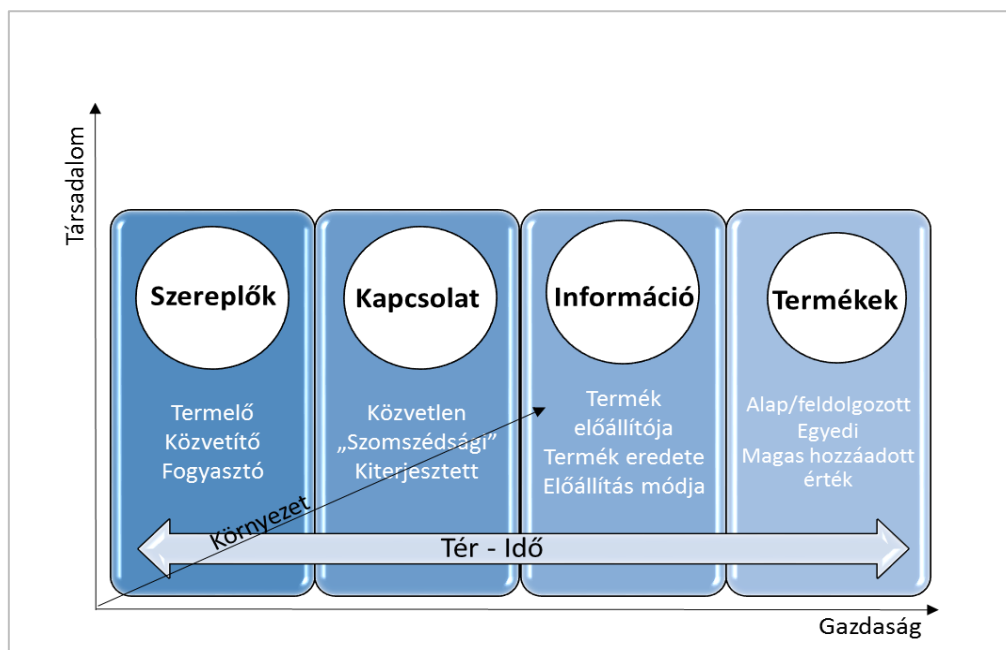 Társadalom
Szereplők
Termelő
Közvetítő
Fogyasztó
Kapcsolat
Közvetlen
„Szomszédsági”
Kiterjesztett
Információ
Termék
előállítója
Termék eredete
Előállítás módja
Termékek
Alap/feldolgozott
Egyedi
Magas hozzáadott
érték
Környezet
Tér - Idő
Gazdaság